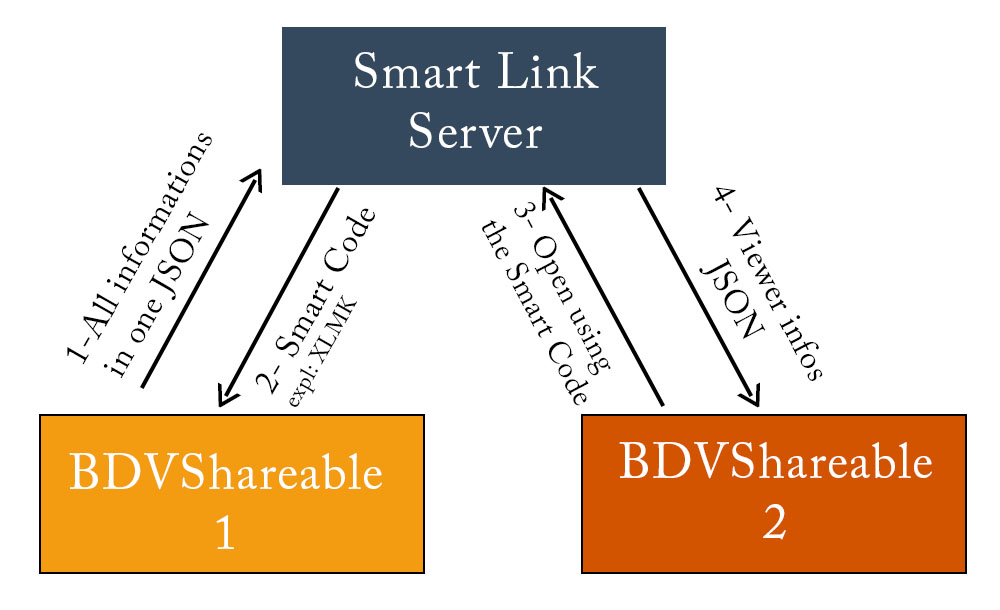 Smart Link
Server
1-All informations
in one JSON
2- Smart Code
expl: XLMK
3- Open using
the Smart Code
4- Viewer infos
JSON
BDVShareable
1
BDVShareable
2